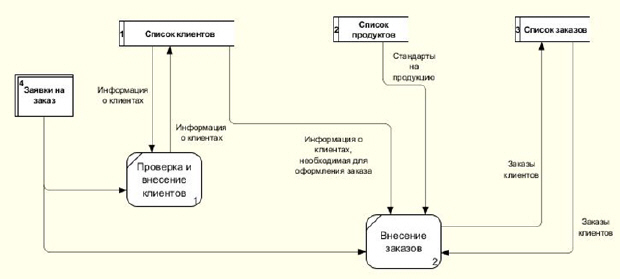 1 Список клиентов
2 Список
продуктов
3 Список заказов
4
Заявки на
заказ
Информация
о клиентах
Информация
о клиентах
Стандарты
на
продукцию
Информация о
клиентах,
необходимая для
оформления заказа
Заказы
клиентов
Заказы
клиентов
Проверка и
внесение
клиентов
1
Внесение
заказов
2